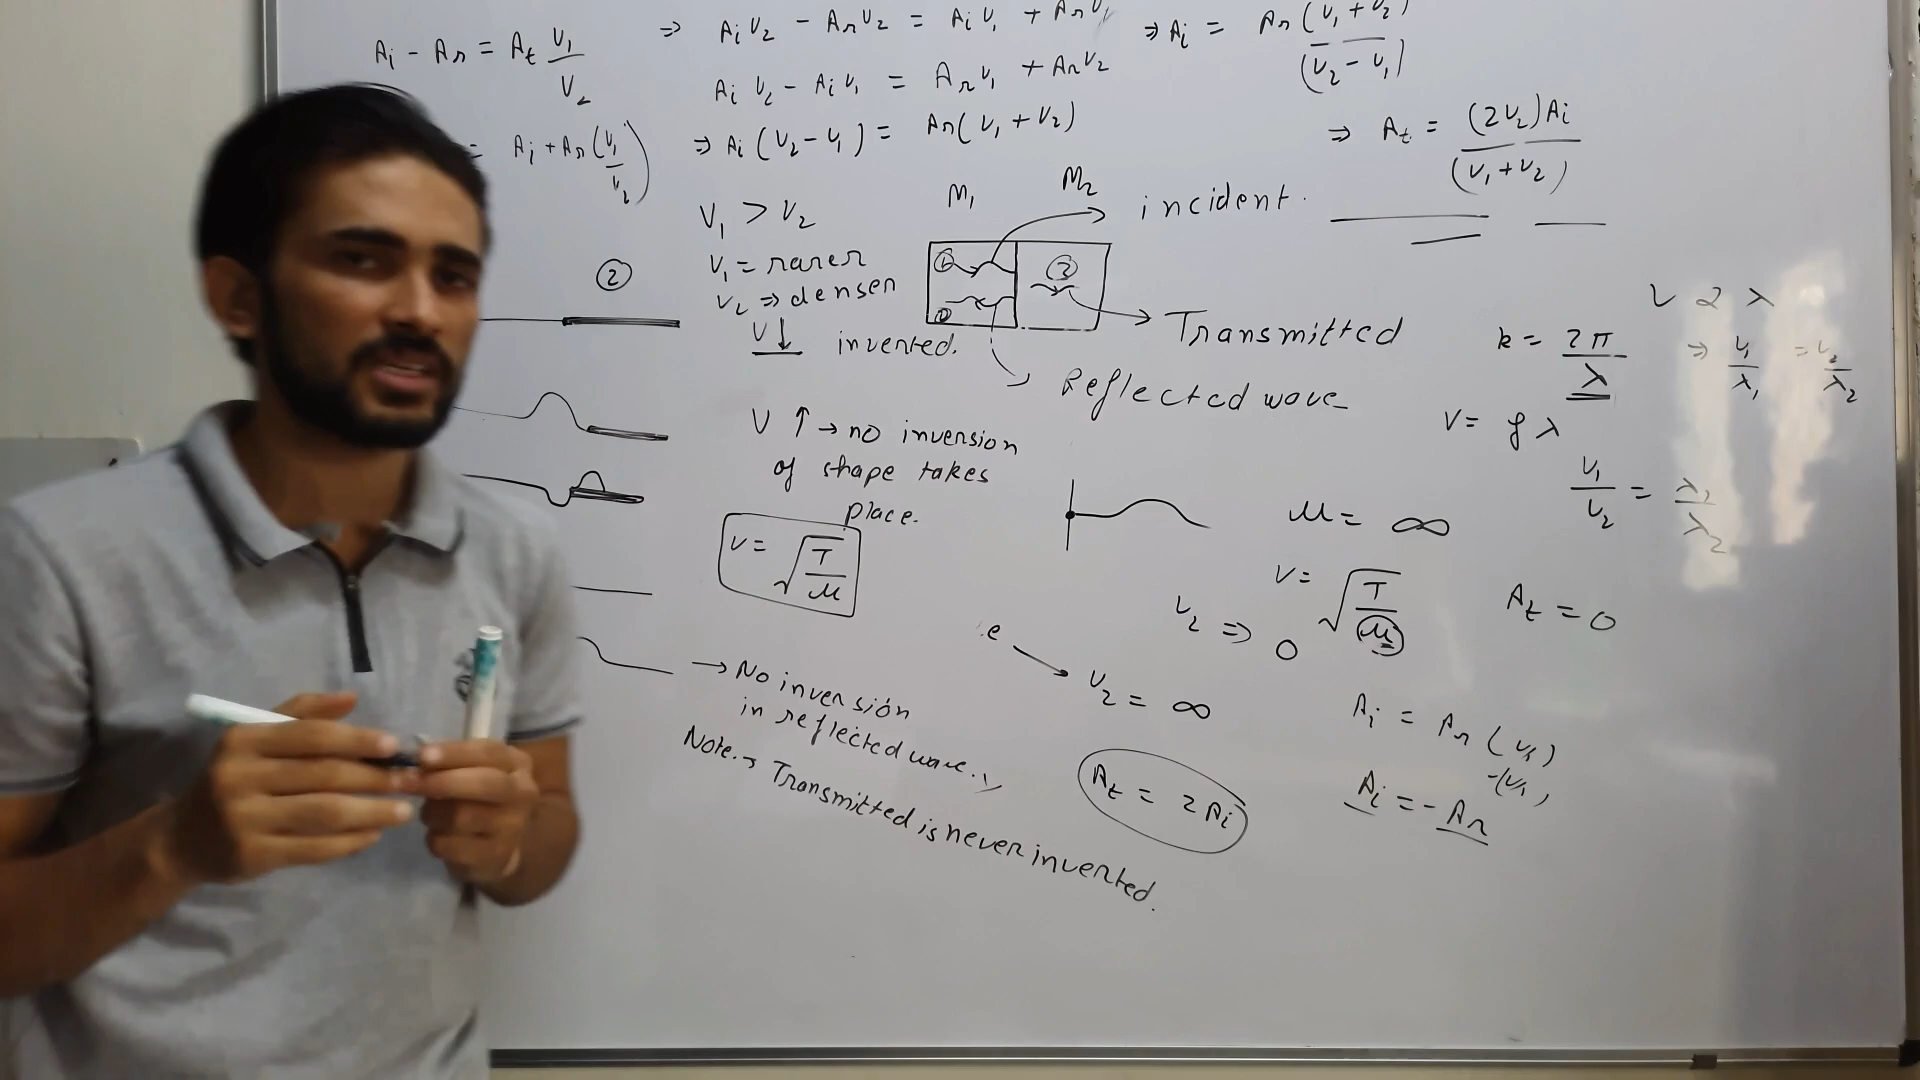 Ai - Ar = At V1/V2
= Ai + Ar (V1/V2)
⇒ Ai V2 - Ar V2 = Ai V1 + Ar V1
Ai V2 - Ai V1 = Ar V1 + Ar V2
⇒ Ai (V2 - V1) = Ar (V1 + V2)
⇒ Ai = Ar (V1 + V2)/(V2 - V1)
⇒ At = (2V2) Ai/(V1 + V2)
②
V1 > V2
V1 = rarer
V2 ⇒ denser
V↓ inverted.
M1 M2
③
incident.
Transmitted
Reflected wave
V ↑ → no inversion
of shape takes
place.
V = √(T/μ)
→ No inversion
in reflected wave.
Note. → Transmitted is never inverted.
V α λ
k = 2π/λ
⇒ V1/λ1 = V2/λ2
V = f λ
V1/V2 = λ1/λ2
μ = ∞
V = √(T/μ)
V2 ⇒ 0
At = 0
V2 = ∞
At = 2Ai
Ai = Ar (V1)/-(V1)
Ai = - Ar